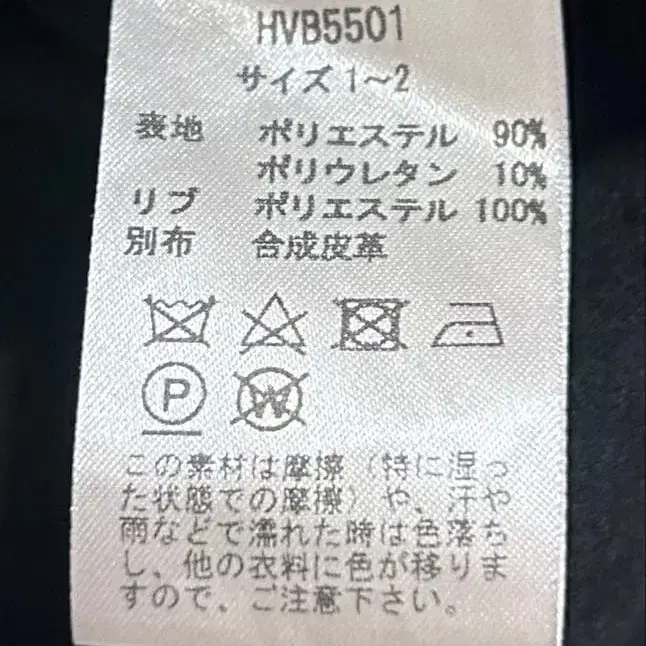 HVB5501
サイズ 1～2
表地 ポリエステル 90%
ポリウレタン 10%
リブ ポリエステル 100%
別布 合成皮革
P
W
この素材は摩擦（特に湿っ
た状態での摩擦）や、汗や
雨などで濡れた時は色落ち
し、他の衣料に色が移りま
すので、ご注意下さい。